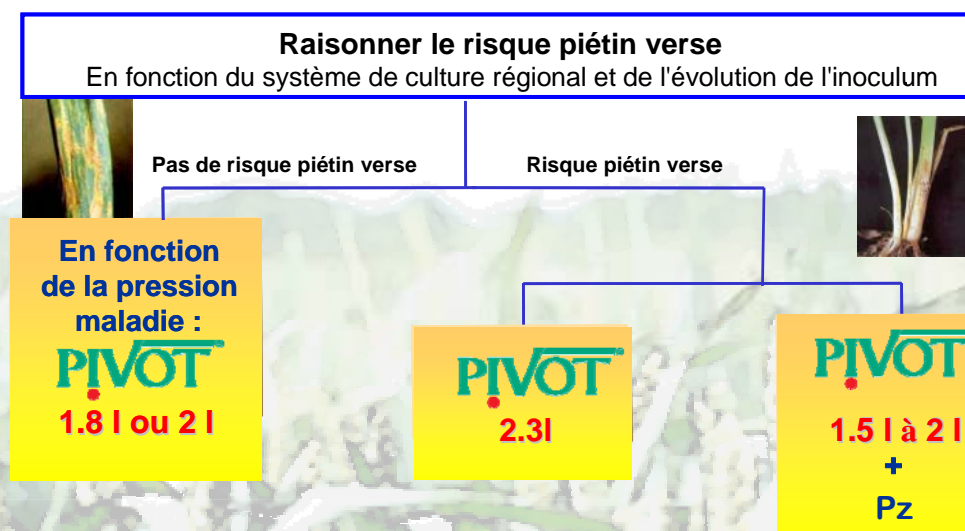 Raisonner le risque piétin verse
En fonction du système de culture régional et de l'évolution de l'inoculum
Pas de risque piétin verse
Risque piétin verse
En fonction
de la pression
maladie :
PIVOT
1.8 l ou 2 l
PIVOT
2.3l
PIVOT
1.5 l à 2 l
+
Pz